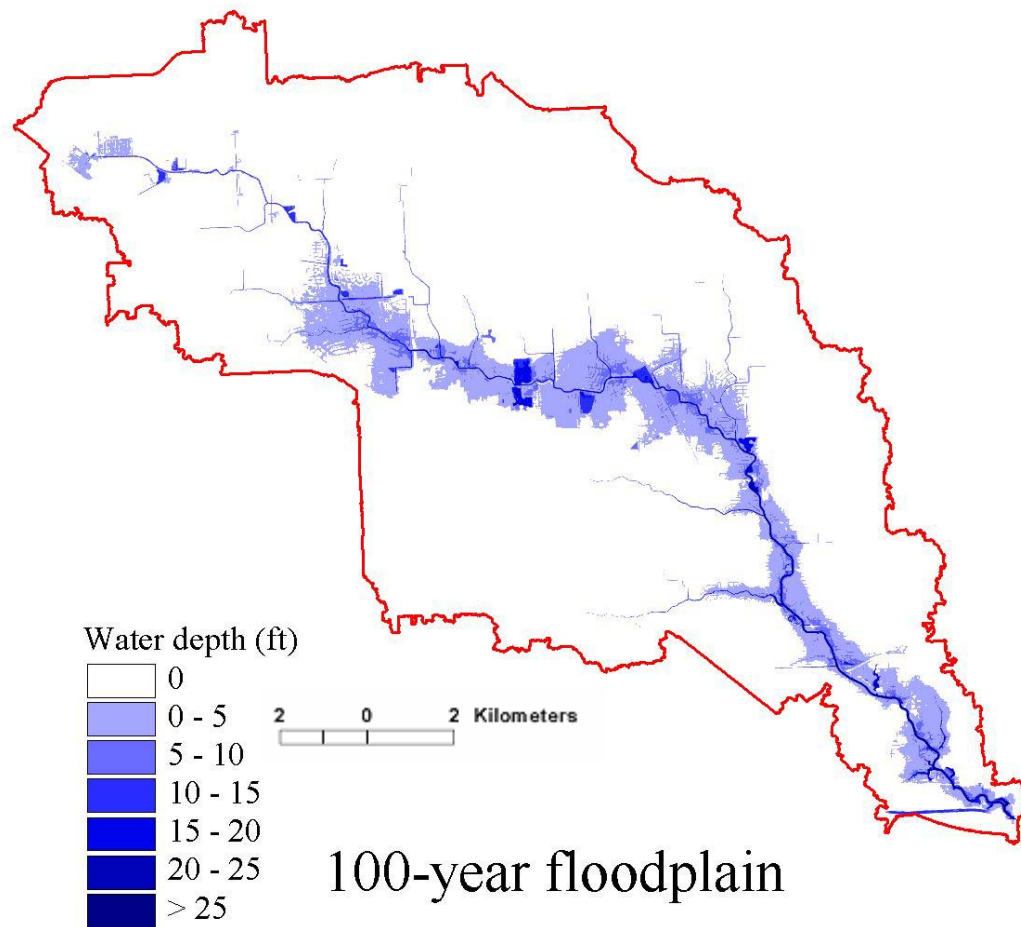 Water depth (ft)
0
0 - 5
5 - 10
10 - 15
15 - 20
20 - 25
> 25
2 0 2 Kilometers
100-year floodplain